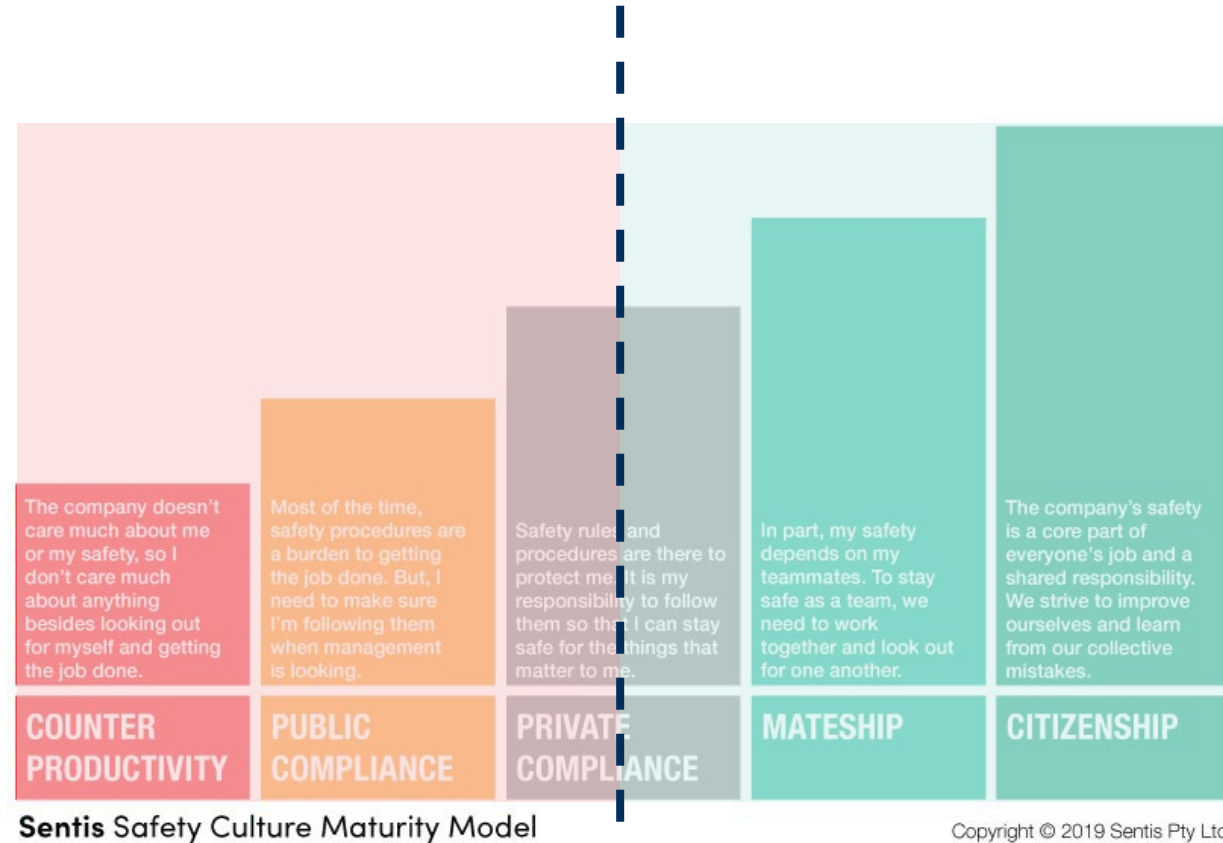 The company doesn't
care much about me
or my safety, so I
don't care much
about anything
besides looking out
for myself and getting
the job done.
Most of the time,
safety procedures are
a burden to getting
the job done. But, I
need to make sure
I'm following them
when management
is looking.
Safety rules and
procedures are there to
protect me. It is my
responsibility to follow
them so that I can stay
safe for the things that
matter to me.
In part, my safety
depends on my
teammates. To stay
safe as a team, we
need to work
together and look out
for one another.
The company's safety
is a core part of
everyone's job and a
shared responsibility.
We strive to improve
ourselves and learn
from our collective
mistakes.
COUNTER
PRODUCTIVITY
PUBLIC
COMPLIANCE
PRIVATE
COMPLIANCE
MATESHIP
CITIZENSHIP
Sentis Safety Culture Maturity Model
Copyright © 2019 Sentis Pty Ltd